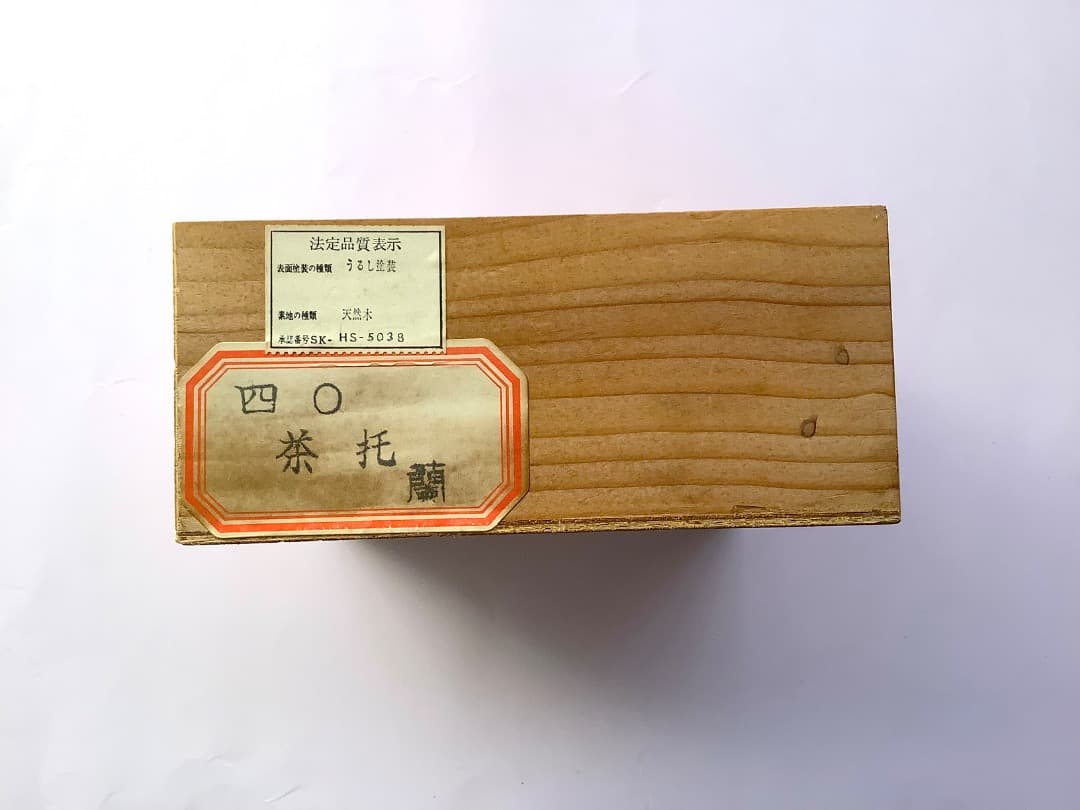 法定品質表示
表面塗装の種類 うるし塗装
素地の種類 天然木
承認番号SK- HS-5038
四〇
茶托
蘭